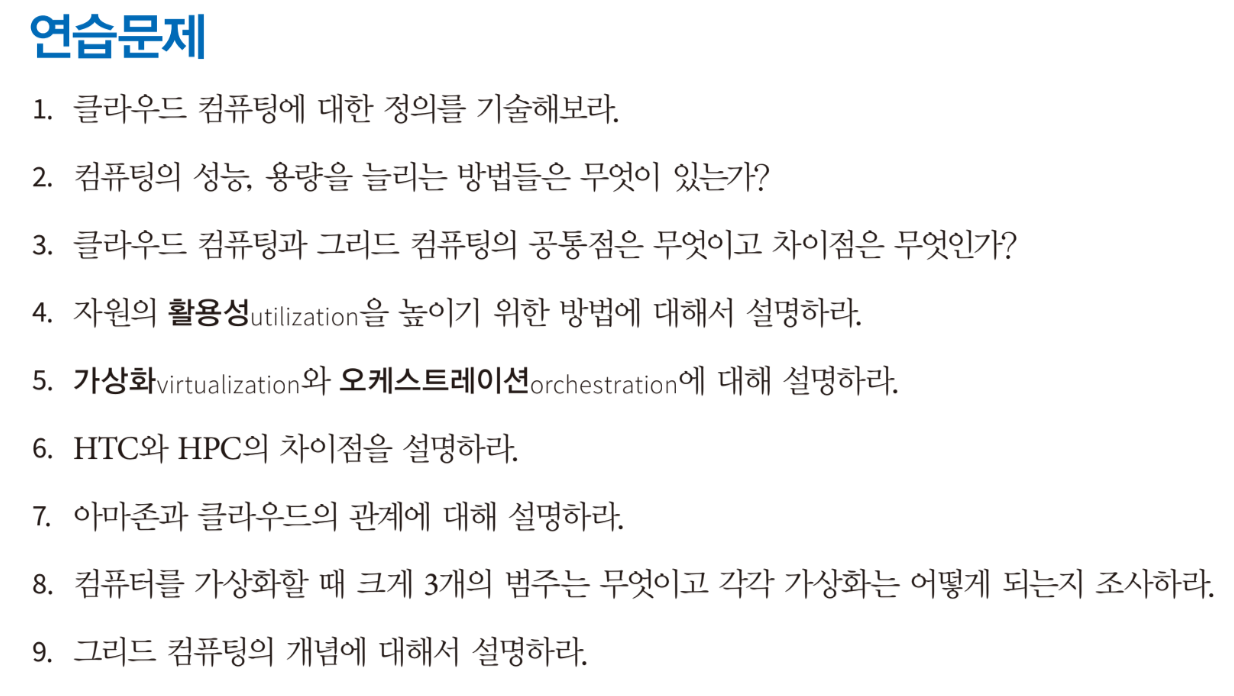 연습문제
1. 클라우드 컴퓨팅에 대한 정의를 기술해보라.
2. 컴퓨팅의 성능, 용량을 늘리는 방법들은 무엇이 있는가?
3. 클라우드 컴퓨팅과 그리드 컴퓨팅의 공통점은 무엇이고 차이점은 무엇인가?
4. 자원의 활용성utilization을 높이기 위한 방법에 대해서 설명하라.
5. 가상화virtualization와 오케스트레이션orchestration에 대해 설명하라.
6. HTC와 HPC의 차이점을 설명하라.
7. 아마존과 클라우드의 관계에 대해 설명하라.
8. 컴퓨터를 가상화할 때 크게 3개의 범주는 무엇이고 각각 가상화는 어떻게 되는지 조사하라.
9. 그리드 컴퓨팅의 개념에 대해서 설명하라.